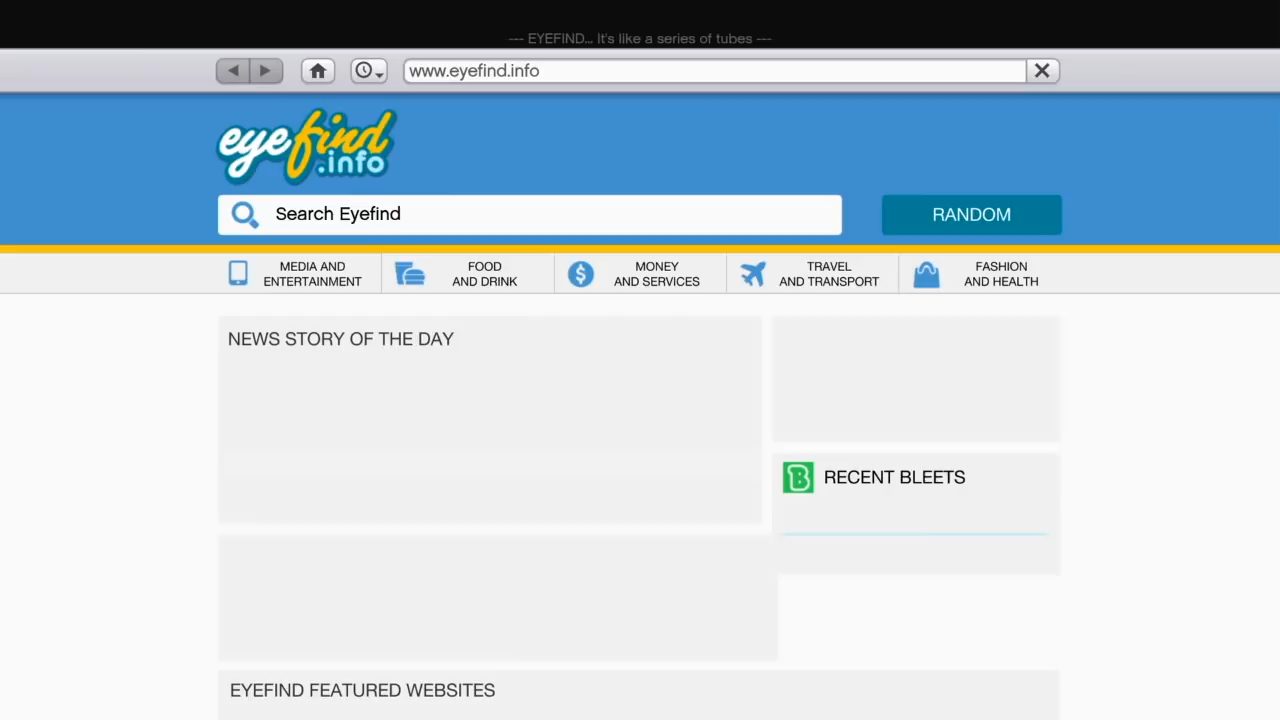 --- EYEFIND... It's like a series of tubes ---
www.eyefind.info
eyefind
.info
Search Eyefind
RANDOM
MEDIA AND
ENTERTAINMENT
FOOD
AND DRINK
MONEY
AND SERVICES
TRAVEL
AND TRANSPORT
FASHION
AND HEALTH
NEWS STORY OF THE DAY
B RECENT BLEETS
EYEFIND FEATURED WEBSITES